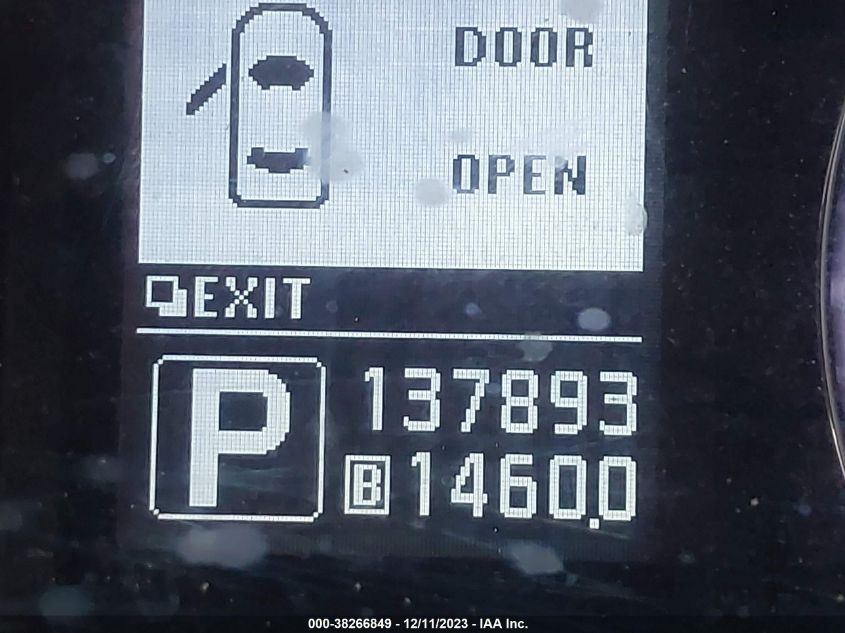 DOOR
OPEN
EXIT
P
137893
B 1460.0
000-38266849 - 12/11/2023 - IAA Inc.